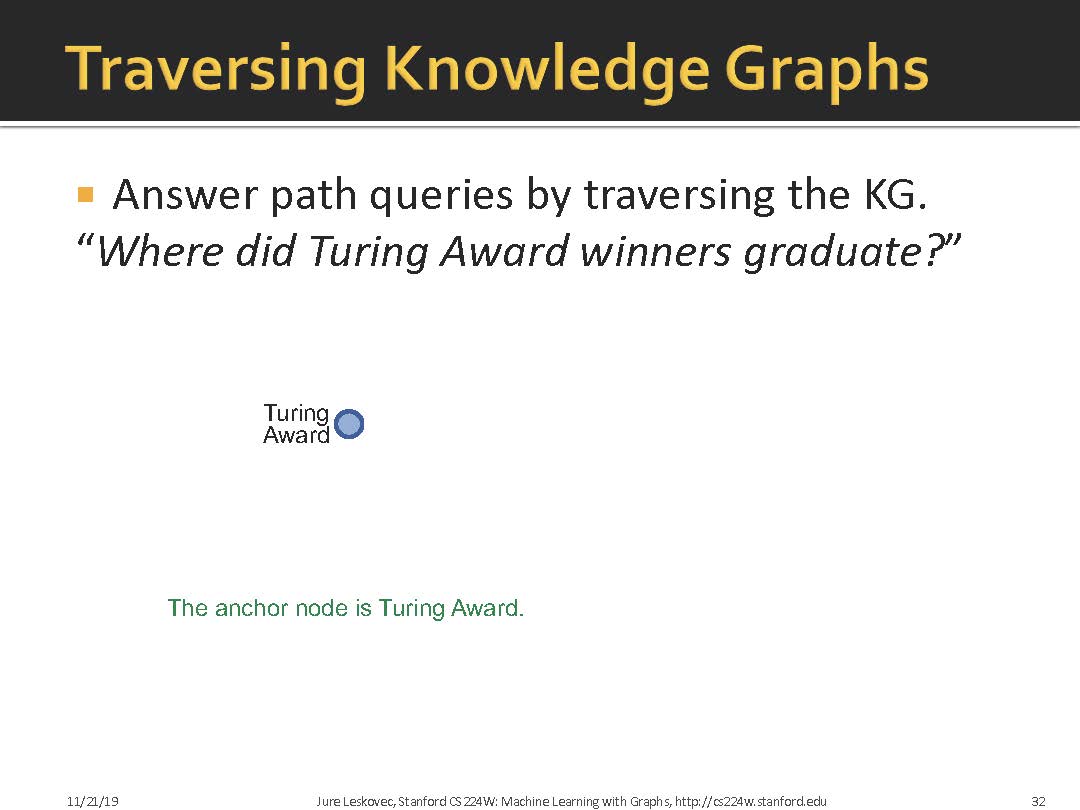 Traversing Knowledge Graphs
Answer path queries by traversing the KG.
“Where did Turing Award winners graduate?”
Turing
Award
The anchor node is Turing Award.
11/21/19
Jure Leskovec, Stanford CS224W: Machine Learning with Graphs, http://cs224w.stanford.edu
32